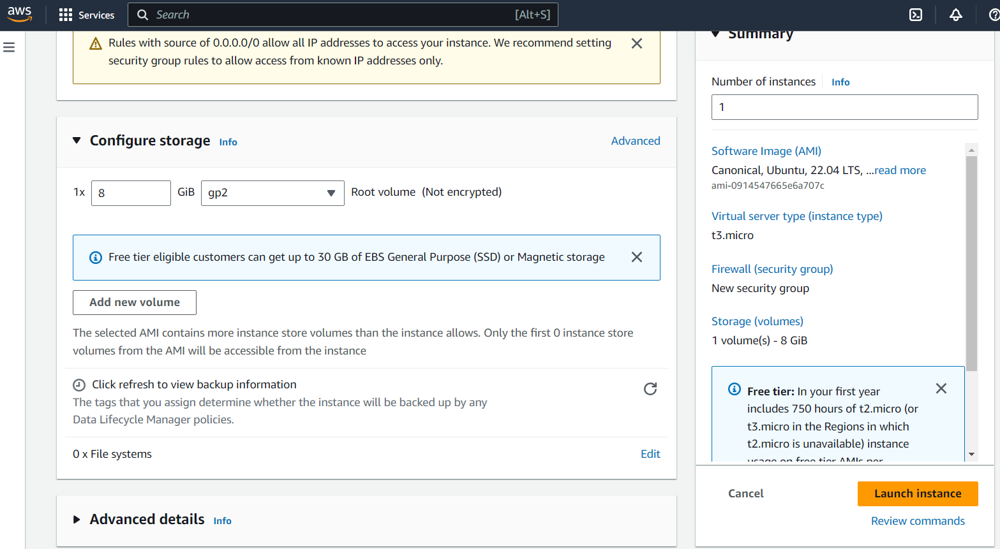 aws
Services
Search
[Alt+S]
Rules with source of 0.0.0.0/0 allow all IP addresses to access your instance. We recommend setting
security group rules to allow access from known IP addresses only.
Configure storage
Info
Advanced
1x
8
GiB
gp2
Root volume (Not encrypted)
Free tier eligible customers can get up to 30 GB of EBS General Purpose (SSD) or Magnetic storage
Add new volume
The selected AMI contains more instance store volumes than the instance allows. Only the first 0 instance store
volumes from the AMI will be accessible from the instance
Click refresh to view backup information
The tags that you assign determine whether the instance will be backed up by any
Data Lifecycle Manager policies.
0 x File systems
Edit
Advanced details
Info
Summary
Number of instances
Info
1
Software Image (AMI)
Canonical, Ubuntu, 22.04 LTS, ...read more
ami-0914547665e6a707c
Virtual server type (instance type)
t3.micro
Firewall (security group)
New security group
Storage (volumes)
1 volume(s) - 8 GiB
Free tier: In your first year
includes 750 hours of t2.micro (or
t3.micro in the Regions in which
t2.micro is unavailable) instance
usage on free tier AMIs per
Cancel
Launch instance
Review commands